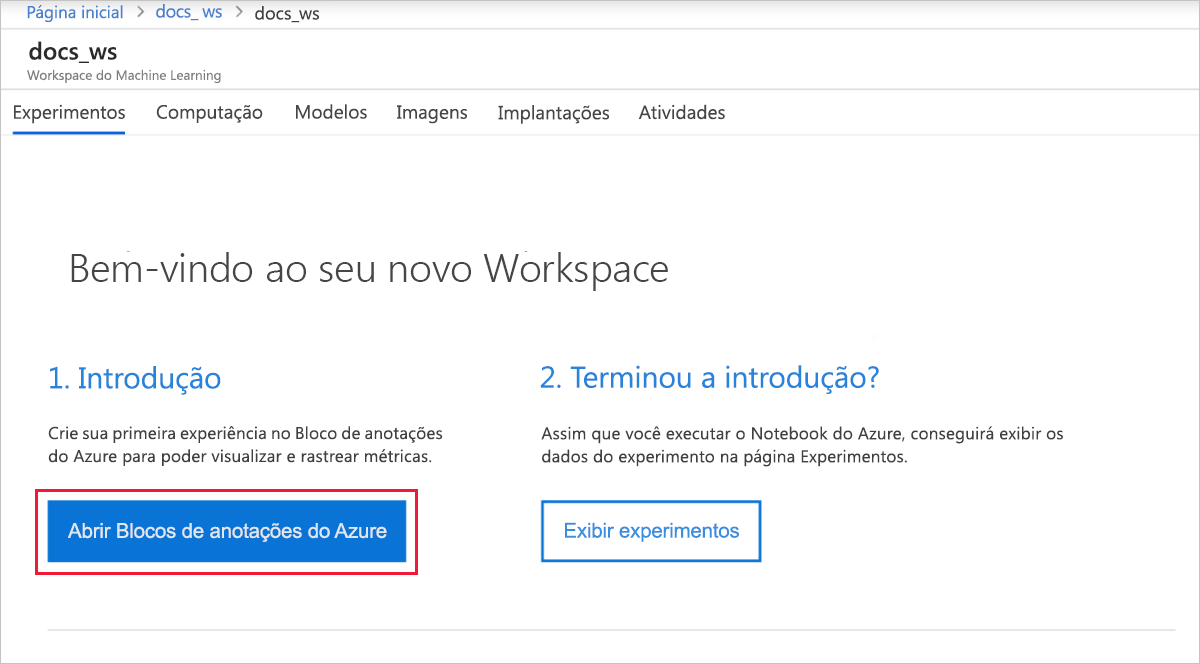 Página inicial > docs_ ws > docs_ws
docs_ws
Workspace do Machine Learning
Experimentos Computação Modelos Imagens Implantações Atividades
Bem-vindo ao seu novo Workspace
1. Introdução
Crie sua primeira experiência no Bloco de anotações
do Azure para poder visualizar e rastrear métricas.
Abrir Blocos de anotações do Azure
2. Terminou a introdução?
Assim que você executar o Notebook do Azure, conseguirá exibir os
dados do experimento na página Experimentos.
Exibir experimentos